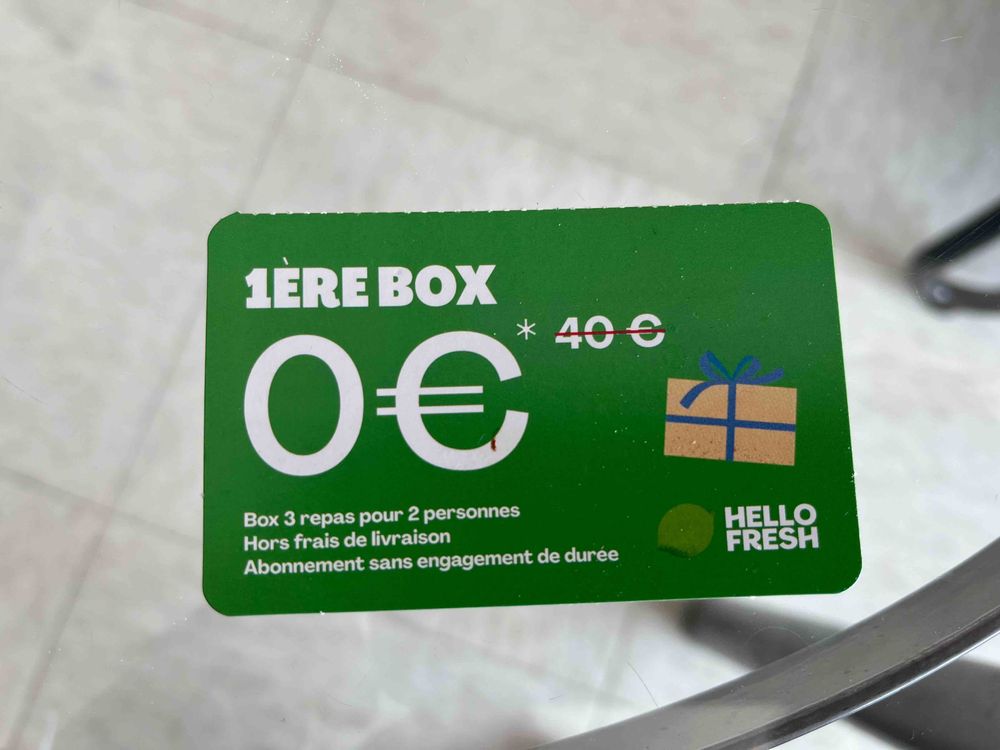 1ÈRE BOX
0€* 40 €
Box 3 repas pour 2 personnes
Hors frais de livraison
Abonnement sans engagement de durée
HELLO
FRESH